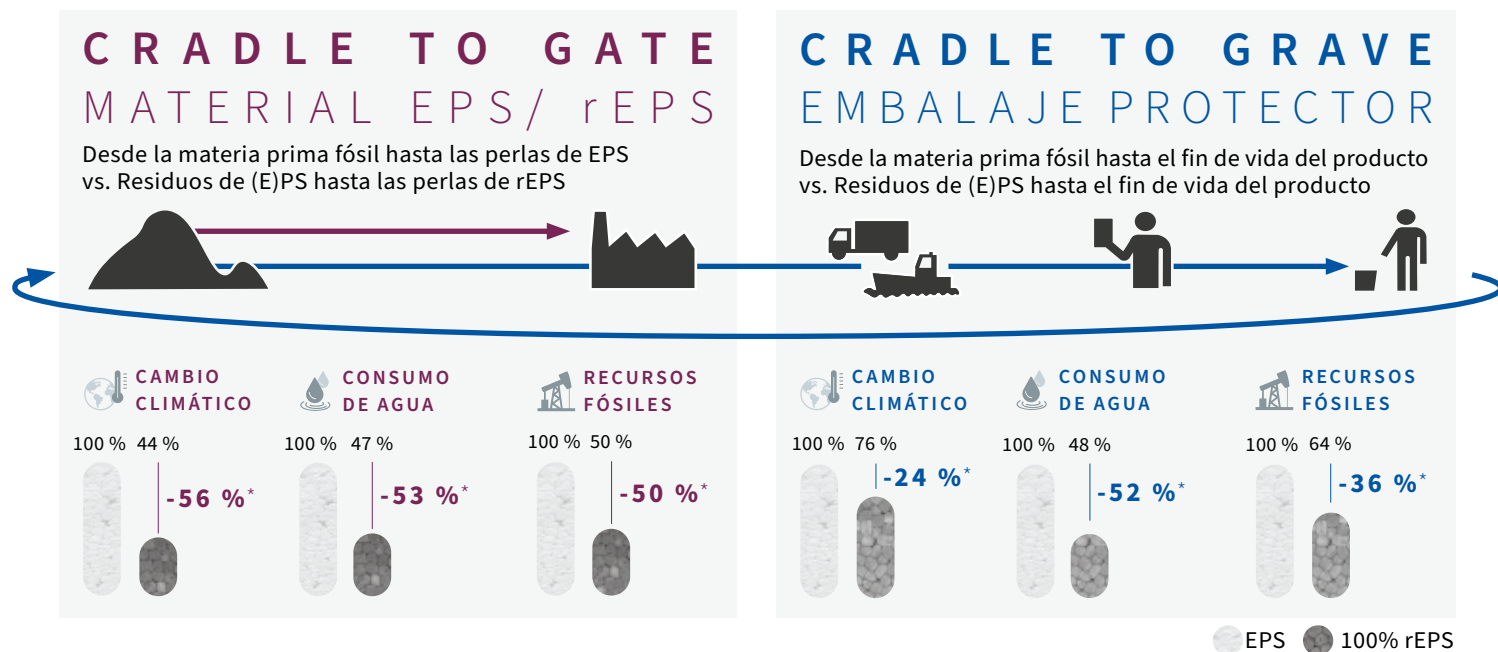 CRADLE TO GATE
MATERIAL EPS/ rEPS
Desde la materia prima fósil hasta las perlas de EPS
vs. Residuos de (E)PS hasta las perlas de rEPS
CAMBIO
CLIMÁTICO
100 % 44 %
-56 %*
CONSUMO
DE AGUA
100 % 47 %
-53 %*
RECURSOS
FÓSILES
100 % 50 %
-50 %*
CRADLE TO GRAVE
EMBALAJE PROTECTOR
Desde la materia prima fósil hasta el fin de vida del producto
vs. Residuos de (E)PS hasta el fin de vida del producto
CAMBIO
CLIMÁTICO
100 % 76 %
-24 %*
CONSUMO
DE AGUA
100 % 48 %
-52 %*
RECURSOS
FÓSILES
100 % 64 %
-36 %*
EPS 100% rEPS